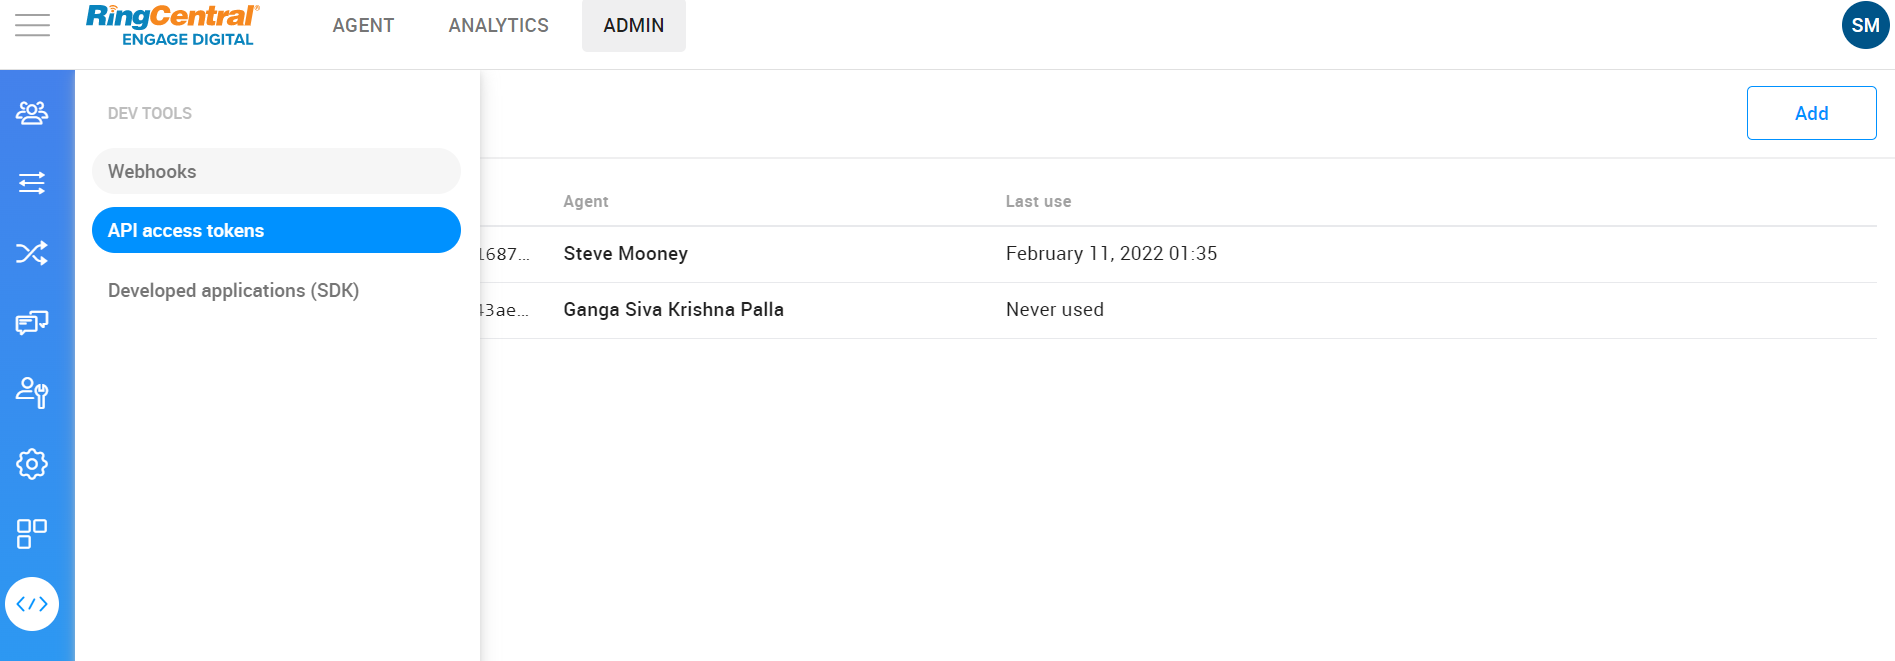 RingCentral®
ENGAGE DIGITAL
AGENT ANALYTICS ADMIN
SM
DEV TOOLS
Webhooks
API access tokens
Developed applications (SDK)
Add
Agent Last use
1687... Steve Mooney February 11, 2022 01:35
43ae... Ganga Siva Krishna Palla Never used